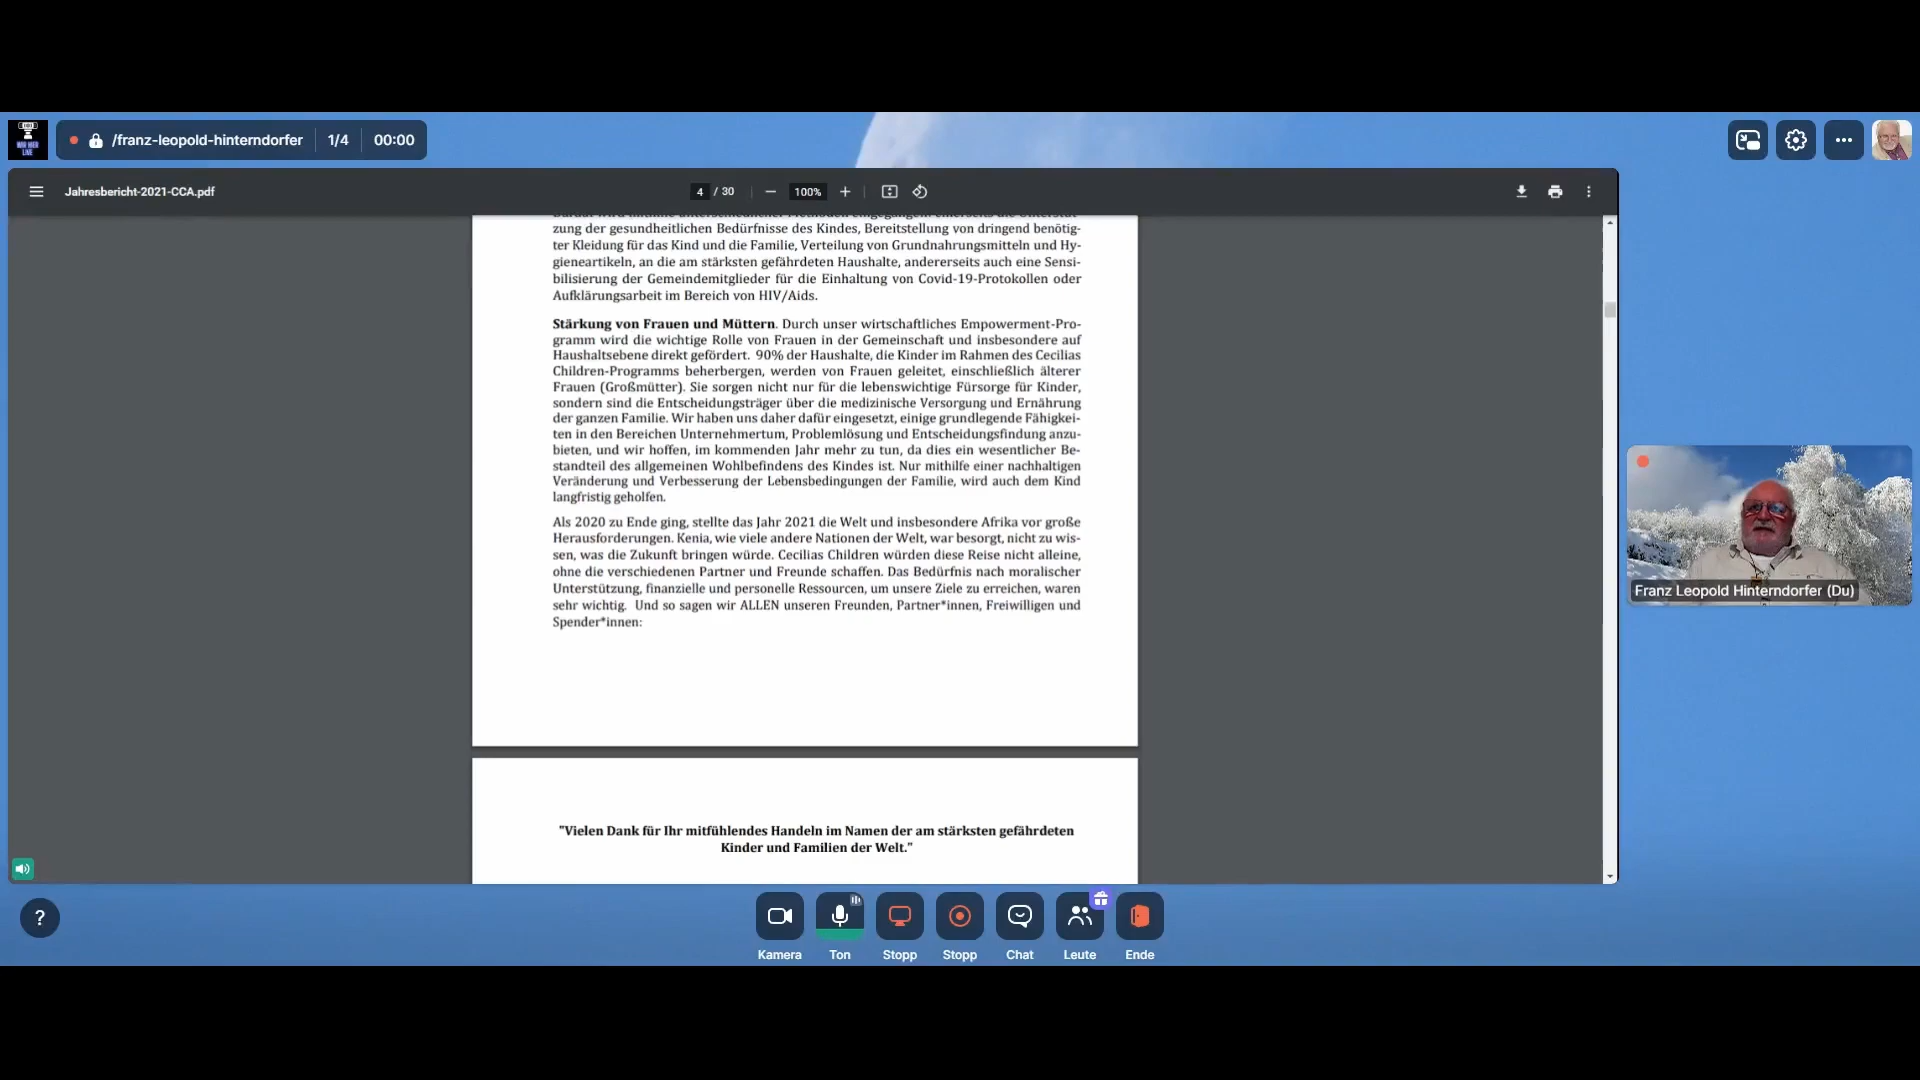 WIR HIER
LIVE
/franz-leopold-hinterndorfer 1/4 00:00
Jahresbericht-2021-CCA.pdf 4 / 30 100%
zung der gesundheitlichen Bedürfnisse des Kindes, Bereitstellung von dringend benötig-
ter Kleidung für das Kind und die Familie, Verteilung von Grundnahrungsmitteln und Hy-
gieneartikeln, an die am stärksten gefährdeten Haushalte, andererseits auch eine Sensi-
bilisierung der Gemeindemitglieder für die Einhaltung von Covid-19-Protokollen oder
Aufklärungsarbeit im Bereich von HIV/Aids.
Stärkung von Frauen und Müttern. Durch unser wirtschaftliches Empowerment-Pro-
gramm wird die wichtige Rolle von Frauen in der Gemeinschaft und insbesondere auf
Haushaltsebene direkt gefördert. 90% der Haushalte, die Kinder im Rahmen des Cecilias
Children-Programms beherbergen, werden von Frauen geleitet, einschließlich älterer
Frauen (Großmütter). Sie sorgen nicht nur für die lebenswichtige Fürsorge für Kinder,
sondern sind die Entscheidungsträger über die medizinische Versorgung und Ernährung
der ganzen Familie. Wir haben uns daher dafür eingesetzt, einige grundlegende Fähigkei-
ten in den Bereichen Unternehmertum, Problemlösung und Entscheidungsfindung anzu-
bieten, und wir hoffen, im kommenden Jahr mehr zu tun, da dies ein wesentlicher Be-
standteil des allgemeinen Wohlbefindens des Kindes ist. Nur mithilfe einer nachhaltigen
Veränderung und Verbesserung der Lebensbedingungen der Familie, wird auch dem Kind
langfristig geholfen.
Als 2020 zu Ende ging, stellte das Jahr 2021 die Welt und insbesondere Afrika vor große
Herausforderungen. Kenia, wie viele andere Nationen der Welt, war besorgt, nicht zu wis-
sen, was die Zukunft bringen würde. Cecilias Children würden diese Reise nicht alleine,
ohne die verschiedenen Partner und Freunde schaffen. Das Bedürfnis nach moralischer
Unterstützung, finanzielle und personelle Ressourcen, um unsere Ziele zu erreichen, waren
sehr wichtig. Und so sagen wir ALLEN unseren Freunden, Partner*innen, Freiwilligen und
Spender*innen:
"Vielen Dank für Ihr mitfühlendes Handeln im Namen der am stärksten gefährdeten
Kinder und Familien der Welt."
Franz Leopold Hinterndorfer (Du)
?
Kamera Ton Stopp Stopp Chat Leute Ende